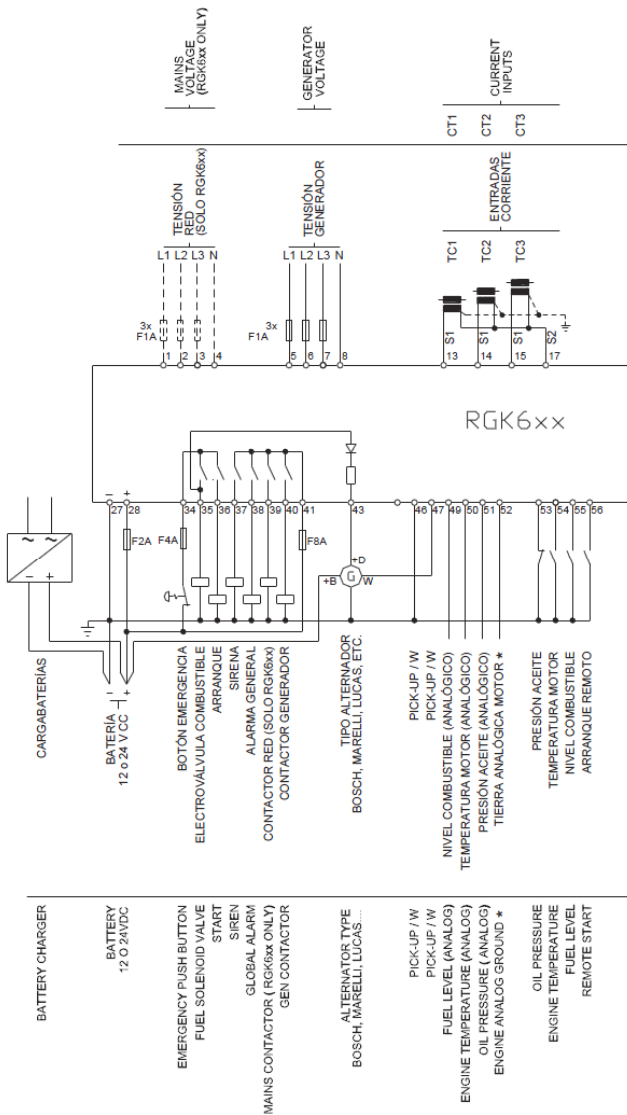 MAINS
VOLTAGE
(RGK6xx ONLY)
GENERATOR
VOLTAGE
CURRENT
INPUTS
CT1
CT2
CT3
TENSIÓN
RED
(SOLO RGK6xx)
TENSIÓN
GENERADOR
ENTRADAS
CORRIENTE
L1
L2
L3
N
L1
L2
L3
N
TC1
TC2
TC3
3x
F1A
3x
F1A
S1
S1
S1
S2
1
2
3
4
5
6
7
8
13
14
15
17
RGK6xx
–
+
27
28
34
35
36
37
38
39
40
41
43
46
47
49
50
51
52
53
54
55
56
F2A
F4A
F8A
~
~
–
+
+D
+B
G
W
–
+
CARGABATERÍAS
BATERÍA
12 o 24 V CC
BOTÓN EMERGENCIA
ELECTROVÁLVULA COMBUSTIBLE
ARRANQUE
SIRENA
ALARMA GENERAL
CONTACTOR RED (SOLO RGK6xx)
CONTACTOR GENERADOR
TIPO ALTERNADOR
BOSCH, MARELLI, LUCAS, ETC.
PICK-UP / W
PICK-UP / W
NIVEL COMBUSTIBLE (ANALÓGICO)
TEMPERATURA MOTOR (ANALÓGICO)
PRESIÓN ACEITE (ANALÓGICO)
TIERRA ANALÓGICA MOTOR *
PRESIÓN ACEITE
TEMPERATURA MOTOR
NIVEL COMBUSTIBLE
ARRANQUE REMOTO
BATTERY CHARGER
BATTERY
12 O 24VDC
EMERGENCY PUSH BUTTON
FUEL SOLENOID VALVE
START
SIREN
GLOBAL ALARM
MAINS CONTACTOR ( RGK6xx ONLY)
GEN CONTACTOR
ALTERNATOR TYPE
BOSCH, MARELLI, LUCAS....
PICK-UP / W
PICK-UP / W
FUEL LEVEL (ANALOG)
ENGINE TEMPERATURE (ANALOG)
OIL PRESSURE ( ANALOG)
ENGINE ANALOG GROUND *
OIL PRESSURE
ENGINE TEMPERATURE
FUEL LEVEL
REMOTE START